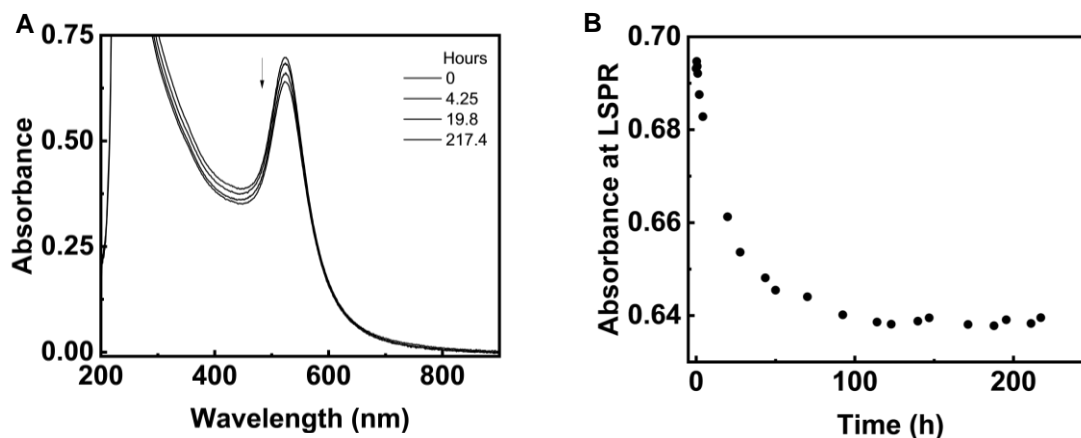 A
0.75
0.50
0.25
0.00
Absorbance
200
400
600
800
Wavelength (nm)
Hours
0
4.25
19.8
217.4
B
0.70
0.68
0.66
0.64
Absorbance at LSPR
0
100
200
Time (h)